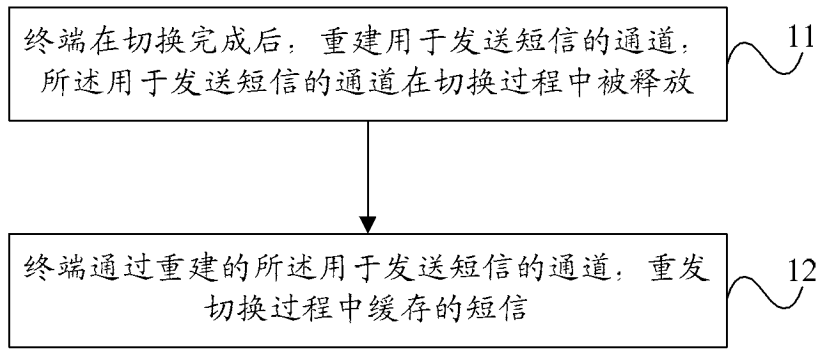 终端在切换完成后，重建用于发送短信的通道，
所述用于发送短信的通道在切换过程中被释放
11
终端通过重建的所述用于发送短信的通道，重发
切换过程中缓存的短信
12